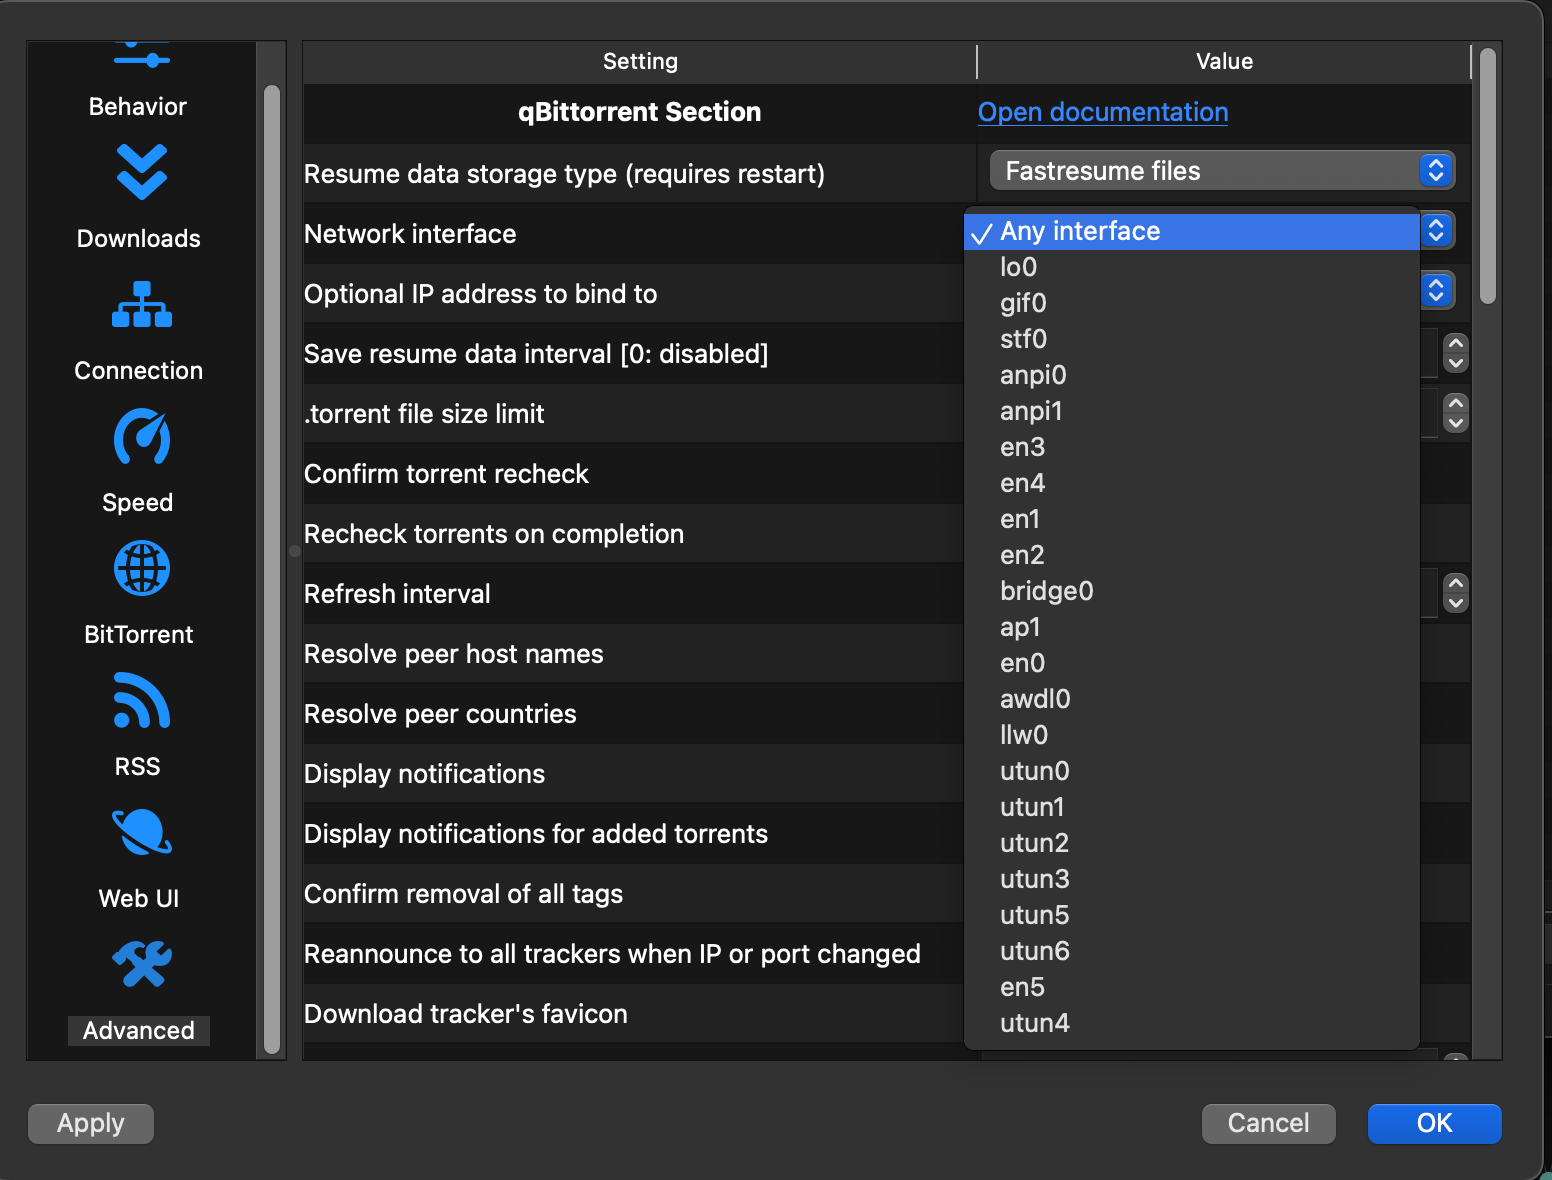 Behavior
Downloads
Connection
Speed
BitTorrent
RSS
Web UI
Advanced
Setting Value
qBittorrent Section Open documentation
Resume data storage type (requires restart) Fastresume files
Network interface
Optional IP address to bind to
Save resume data interval [0: disabled]
.torrent file size limit
Confirm torrent recheck
Recheck torrents on completion
Refresh interval
Resolve peer host names
Resolve peer countries
Display notifications
Display notifications for added torrents
Confirm removal of all tags
Reannounce to all trackers when IP or port changed
Download tracker's favicon
Any interface
lo0
gif0
stf0
anpi0
anpi1
en3
en4
en1
en2
bridge0
ap1
en0
awdl0
llw0
utun0
utun1
utun2
utun3
utun5
utun6
en5
utun4
Apply Cancel OK